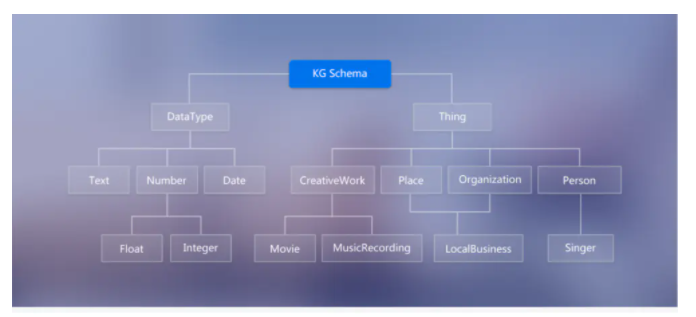 KG Schema
DataType
Thing
Text
Number
Date
CreativeWork
Place
Organization
Person
Float
Integer
Movie
MusicRecording
LocalBusiness
Singer